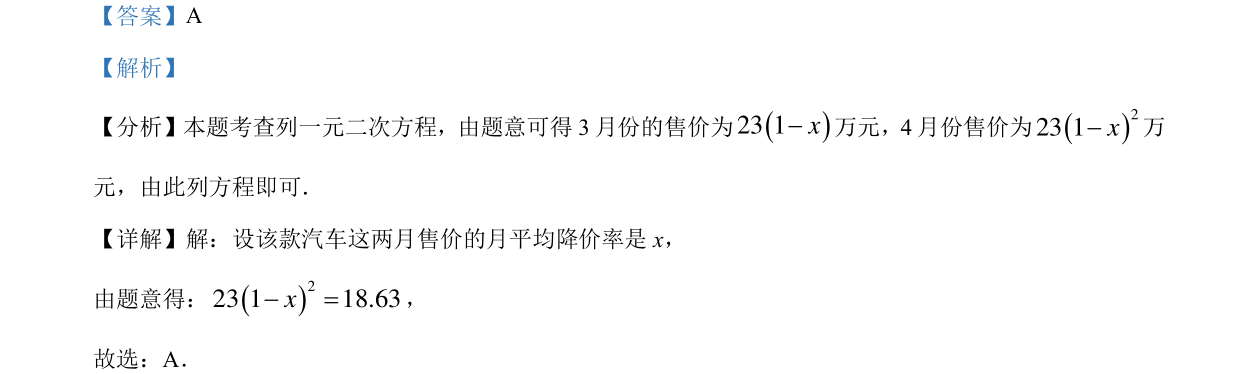 【答案】A
【解析】
【分析】本题考查列一元二次方程，由题意可得 3 月份的售价为23(1− x)万元，4 月份售价为23(1− x)²万
元，由此列方程即可．
【详解】解：设该款汽车这两月售价的月平均降价率是 x，
由题意得：23(1− x)² =18.63，
故选：A．